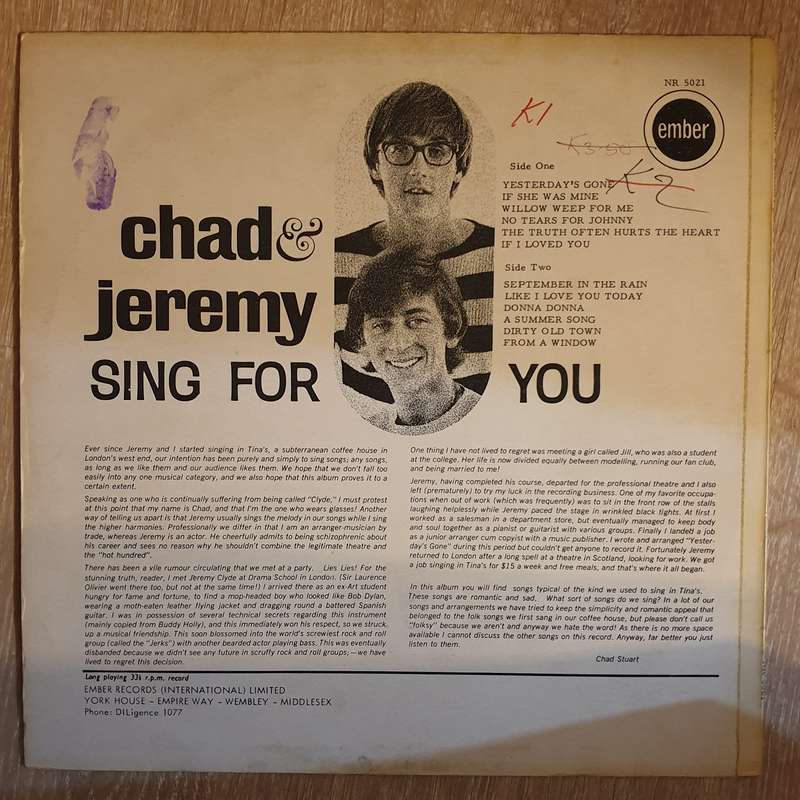 NR 5021
ember
K1
K3-50
K2
chad &
jeremy
SING FOR YOU
Side One
YESTERDAY'S GONE
IF SHE WAS MINE
WILLOW WEEP FOR ME
NO TEARS FOR JOHNNY
THE TRUTH OFTEN HURTS THE HEART
IF I LOVED YOU
Side Two
SEPTEMBER IN THE RAIN
LIKE I LOVE YOU TODAY
DONNA DONNA
A SUMMER SONG
DIRTY OLD TOWN
FROM A WINDOW
Ever since Jeremy and I started singing in Tina's, a subterranean coffee house in
London's west end, our intention has been purely and simply to sing songs; any songs,
as long as we like them and our audience likes them. We hope that we don't fall too
easily into any one musical category, and we also hope that this album proves it to a
certain extent.
Speaking as one who is continually suffering from being called "Clyde," I must protest
at this point that my name is Chad, and that I'm the one who wears glasses! Another
way of telling us apart is that Jeremy usually sings the melody in our songs while I sing
the higher harmonies. Professionally we differ in that I am an arranger-musician by
trade, whereas Jeremy is an actor. He cheerfully admits to being schizophrenic about
his career and sees no reason why he shouldn't combine the legitimate theatre and
the "hot hundred".
There has been a vile rumour circulating that we met at a party. Lies Lies! For the
stunning truth, reader, I met Jeremy Clyde at Drama School in London. (Sir Laurence
Olivier went there too, but not at the same time!) I arrived there as an ex-Art student
hungry for fame and fortune, to find a mop-headed boy who looked like Bob Dylan,
wearing a moth-eaten leather flying jacket and dragging round a battered Spanish
guitar. I was in possession of several technical secrets regarding this instrument
(mainly copied from Buddy Holly), and this immediately won his respect, so we struck
up a musical friendship. This soon blossomed into the world's screwiest rock and roll
group (called the "Jerks") with another bearded actor playing bass. This was eventually
disbanded because we didn't see any future in scruffy rock and roll groups;—we have
lived to regret this decision.
One thing I have not lived to regret was meeting a girl called Jill, who was also a student
at the college. Her life is now divided equally between modelling, running our fan club,
and being married to me!
Jeremy, having completed his course, departed for the professional theatre and I also
left (prematurely) to try my luck in the recording business. One of my favorite occupa-
tions when out of work (which was frequently) was to sit in the front row of the stalls
laughing helplessly while Jeremy paced the stage in wrinkled black tights. At first I
worked as a salesman in a department store, but eventually managed to keep body
and soul together as a pianist or guitarist with various groups. Finally I landed a job
as a junior arranger cum copyist with a music publisher. I wrote and arranged "Yester-
day's Gone" during this period but couldn't get anyone to record it. Fortunately Jeremy
returned to London after a long spell at a theatre in Scotland, looking for work. We got
a job singing in Tina's for $15 a week and free meals, and that's where it all began.
In this album you will find songs typical of the kind we used to sing in Tina's.
These songs are romantic and sad. What sort of songs do we sing? In a lot of our
songs and arrangements we have tried to keep the simplicity and romantic appeal that
belonged to the folk songs we first sang in our coffee house, but please don't call us
"folksy" because we aren't and anyway we hate the word! As there is no more space
available I cannot discuss the other songs on this record. Anyway, far better you just
listen to them.
Chad Stuart
Long playing 33⅓ r.p.m. record
EMBER RECORDS (INTERNATIONAL) LIMITED
YORK HOUSE – EMPIRE WAY – WEMBLEY – MIDDLESEX
Phone: DILigence 1077